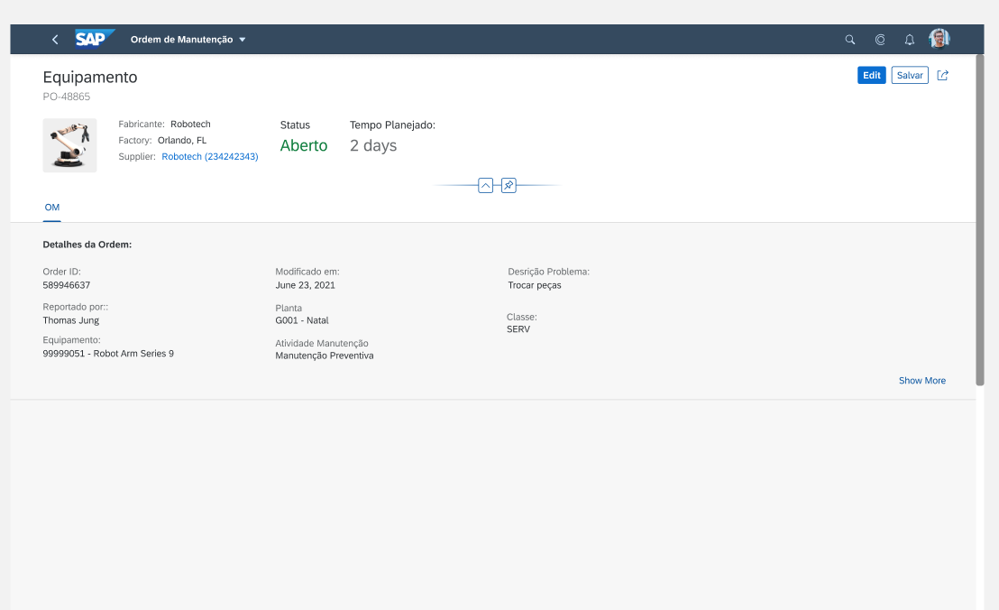 SAP
Ordem de Manutenção
Equipamento
PO-48865
Edit
Salvar
Fabricante: Robotech
Factory: Orlando, FL
Supplier: Robotech (234242343)
Status
Aberto
Tempo Planejado:
2 days
OM
Detalhes da Ordem:
Order ID:
589946637
Reportado por::
Thomas Jung
Equipamento:
99999051 - Robot Arm Series 9
Modificado em:
June 23, 2021
Planta
G001 - Natal
Atividade Manutenção
Manutenção Preventiva
Desrição Problema:
Trocar peças
Classe:
SERV
Show More